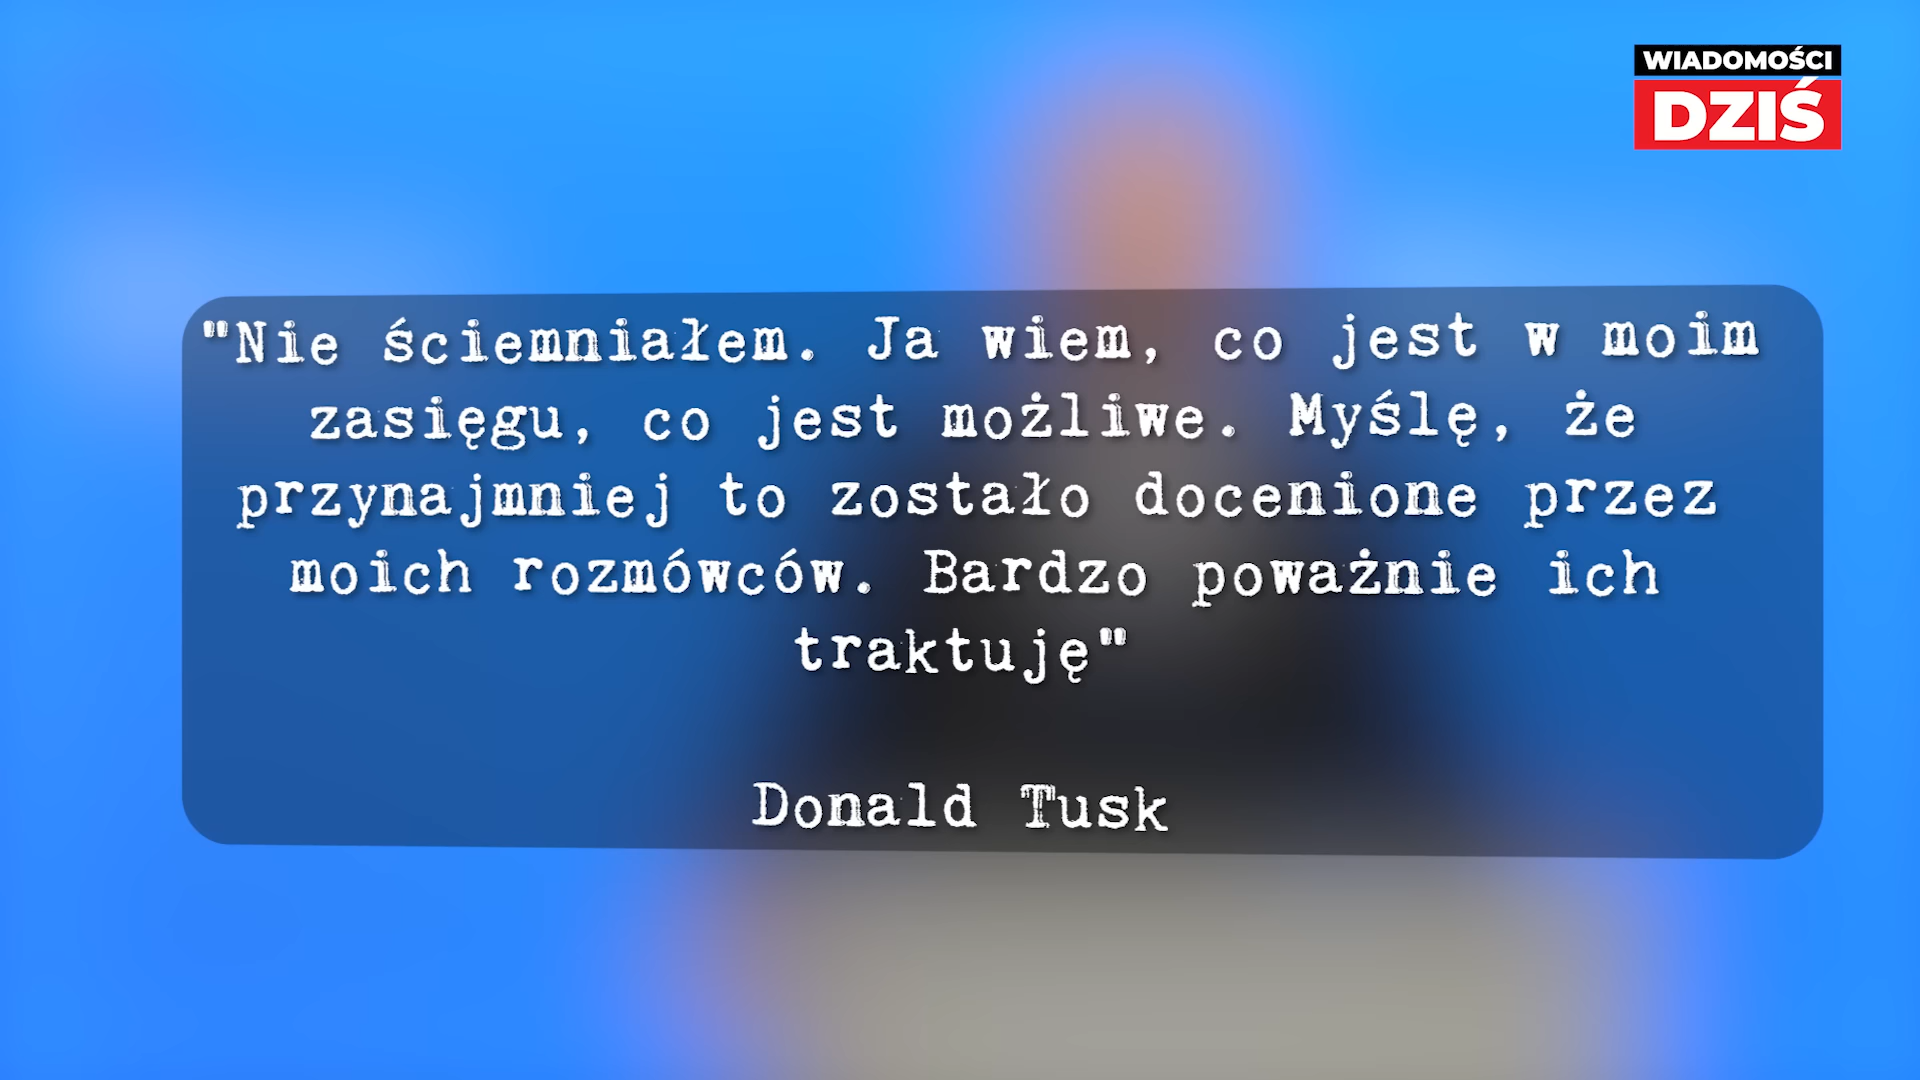 WIADOMOŚCI
DZIŚ
"Nie ściemniałem. Ja wiem, co jest w moim
zasięgu, co jest możliwe. Myślę, że
przynajmniej to zostało docenione przez
moich rozmówców. Bardzo poważnie ich
traktuję"
Donald Tusk